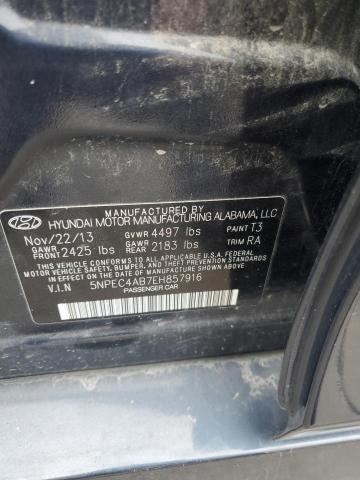 MANUFACTURED BY
HYUNDAI MOTOR MANUFACTURING ALABAMA, LLC
Nov/22/13 GVWR 4497 lbs PAINT T3
GAWR FRONT 2425 lbs GAWR REAR 2183 lbs TRIM RA
THIS VEHICLE CONFORMS TO ALL APPLICABLE U.S.A. FEDERAL
MOTOR VEHICLE SAFETY, BUMPER, AND THEFT PREVENTION
STANDARDS IN EFFECT ON THE DATE OF MANUFACTURE SHOWN ABOVE.
V.I.N 5NPEC4AB7EH857916
-PASSENGER CAR